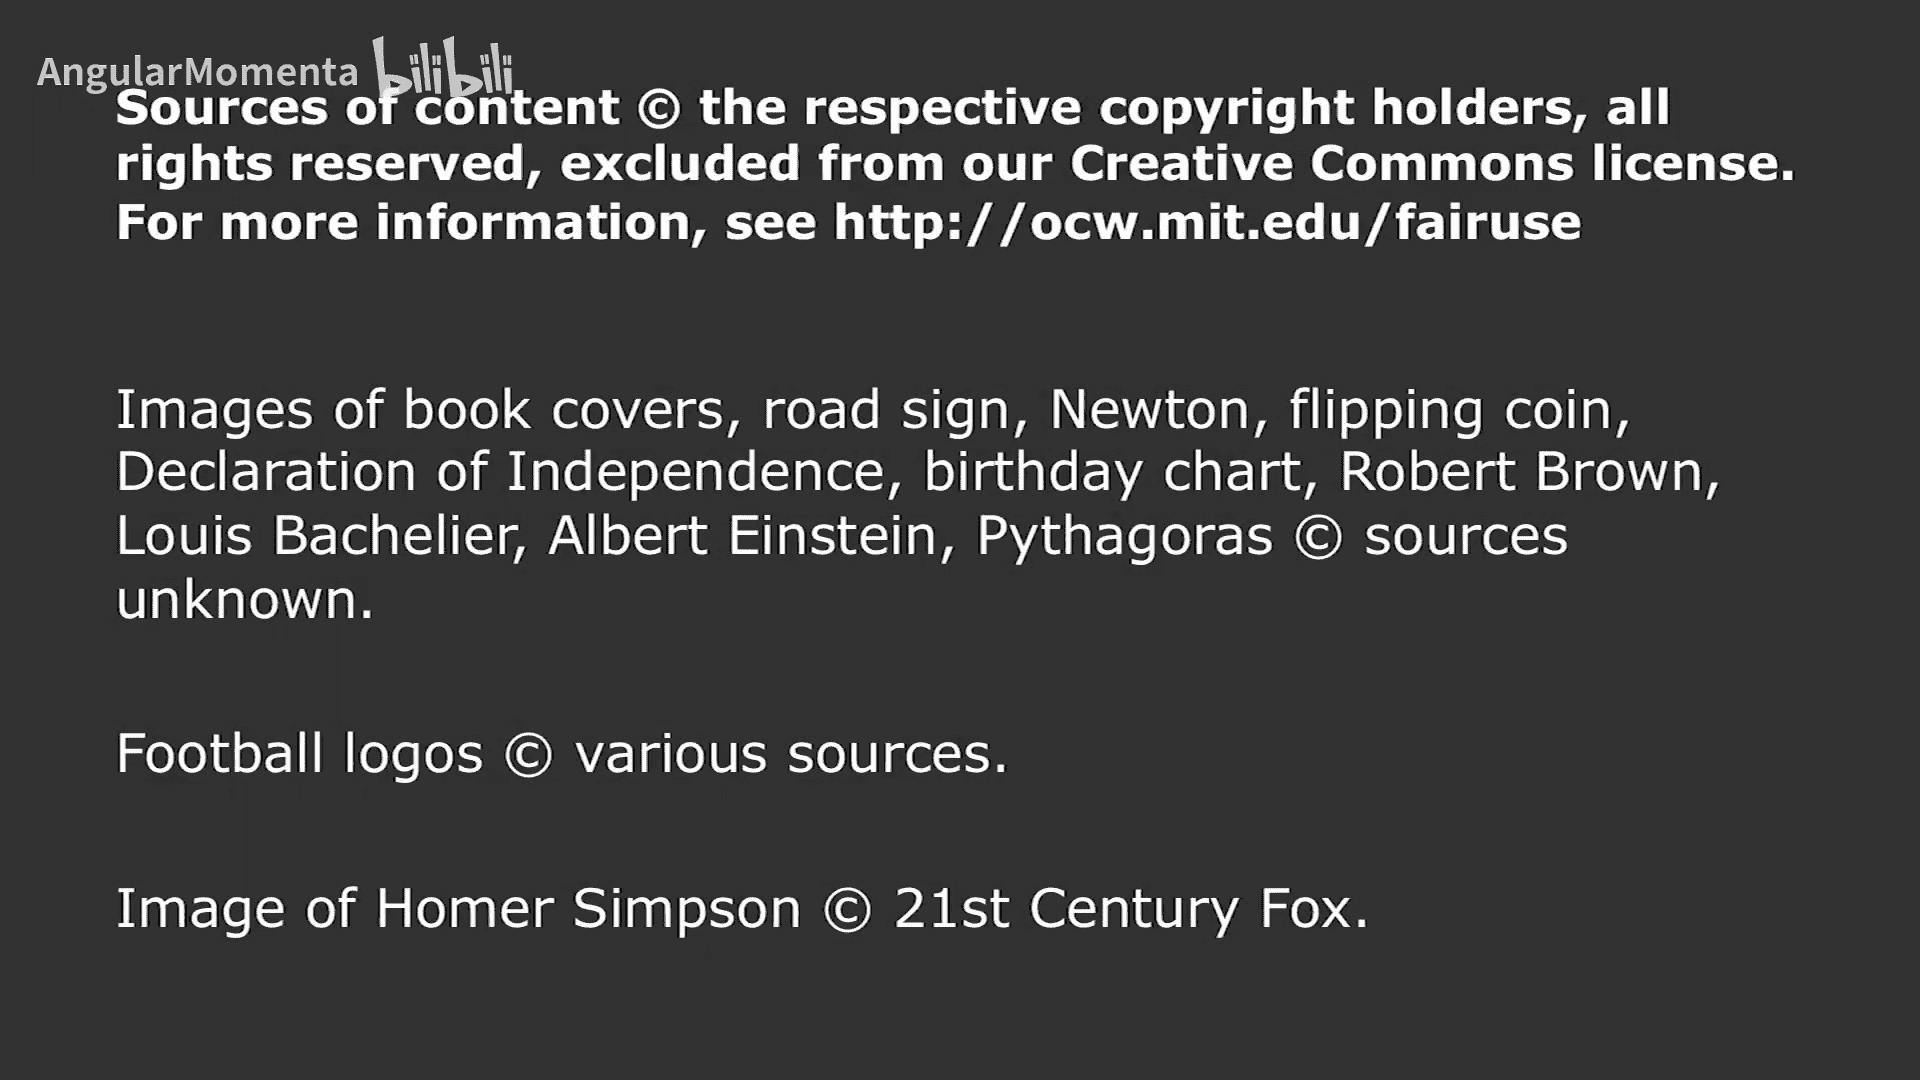 AngularMomenta bilibili
Sources of content © the respective copyright holders, all
rights reserved, excluded from our Creative Commons license.
For more information, see http://ocw.mit.edu/fairuse
Images of book covers, road sign, Newton, flipping coin,
Declaration of Independence, birthday chart, Robert Brown,
Louis Bachelier, Albert Einstein, Pythagoras © sources
unknown.
Football logos © various sources.
Image of Homer Simpson © 21st Century Fox.